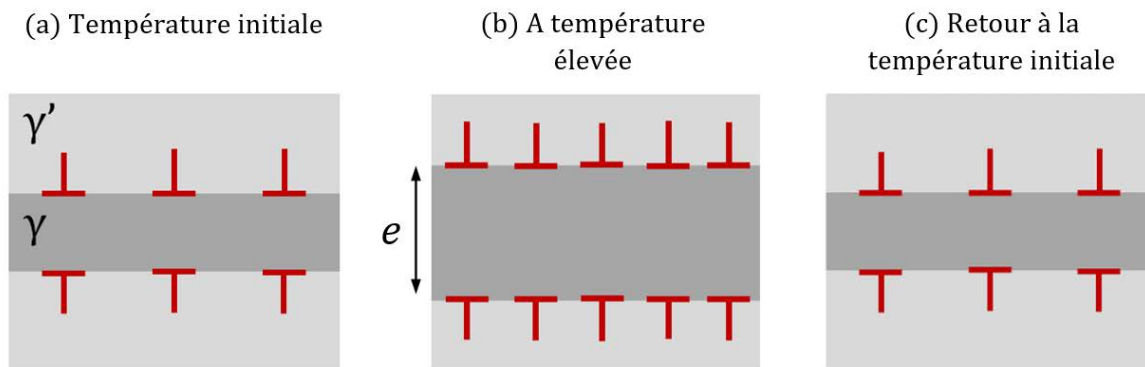 (a) Température initiale
(b) A température
élevée
(c) Retour à la
température initiale
γ’
γ
e